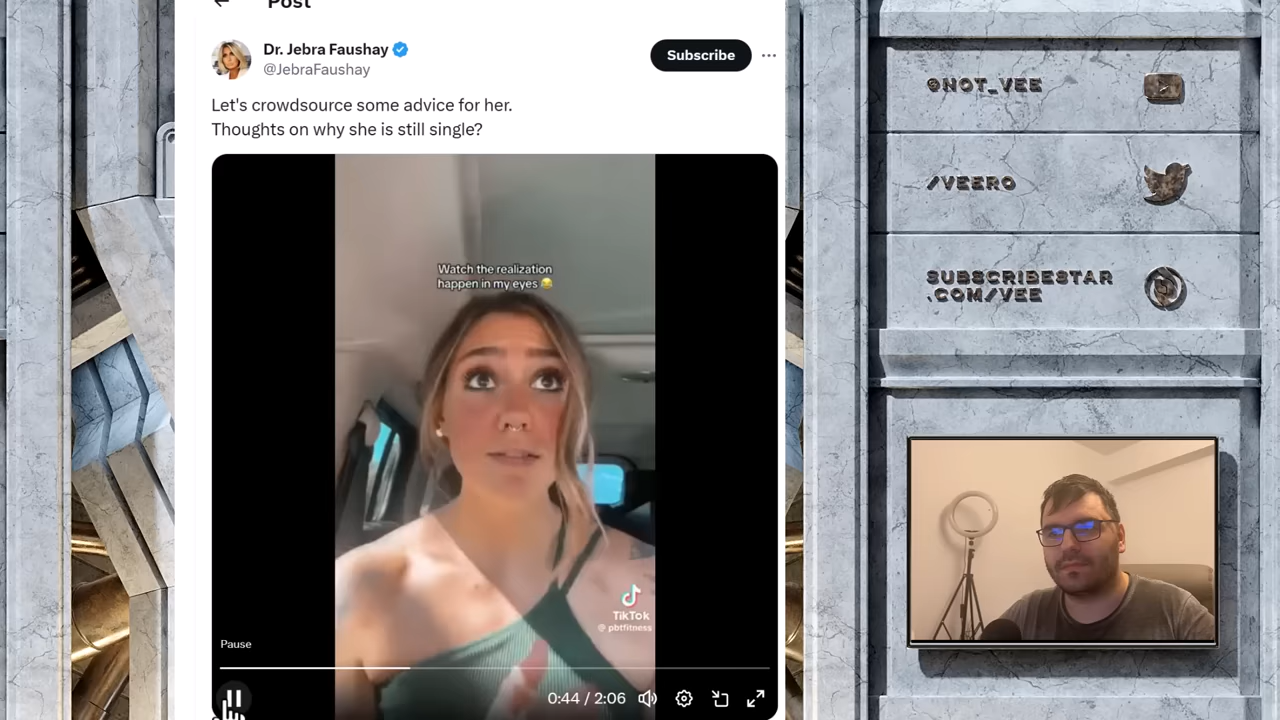 Post
Dr. Jebra Faushay
@JebraFaushay
Subscribe
Let's crowdsource some advice for her.
Thoughts on why she is still single?
Watch the realization
happen in my eyes 😂
TikTok
@ pbtfitness
Pause
0:44 / 2:06
@NOT_VEE
/VEERO
SUBSCRIBESTAR
.COM/VEE